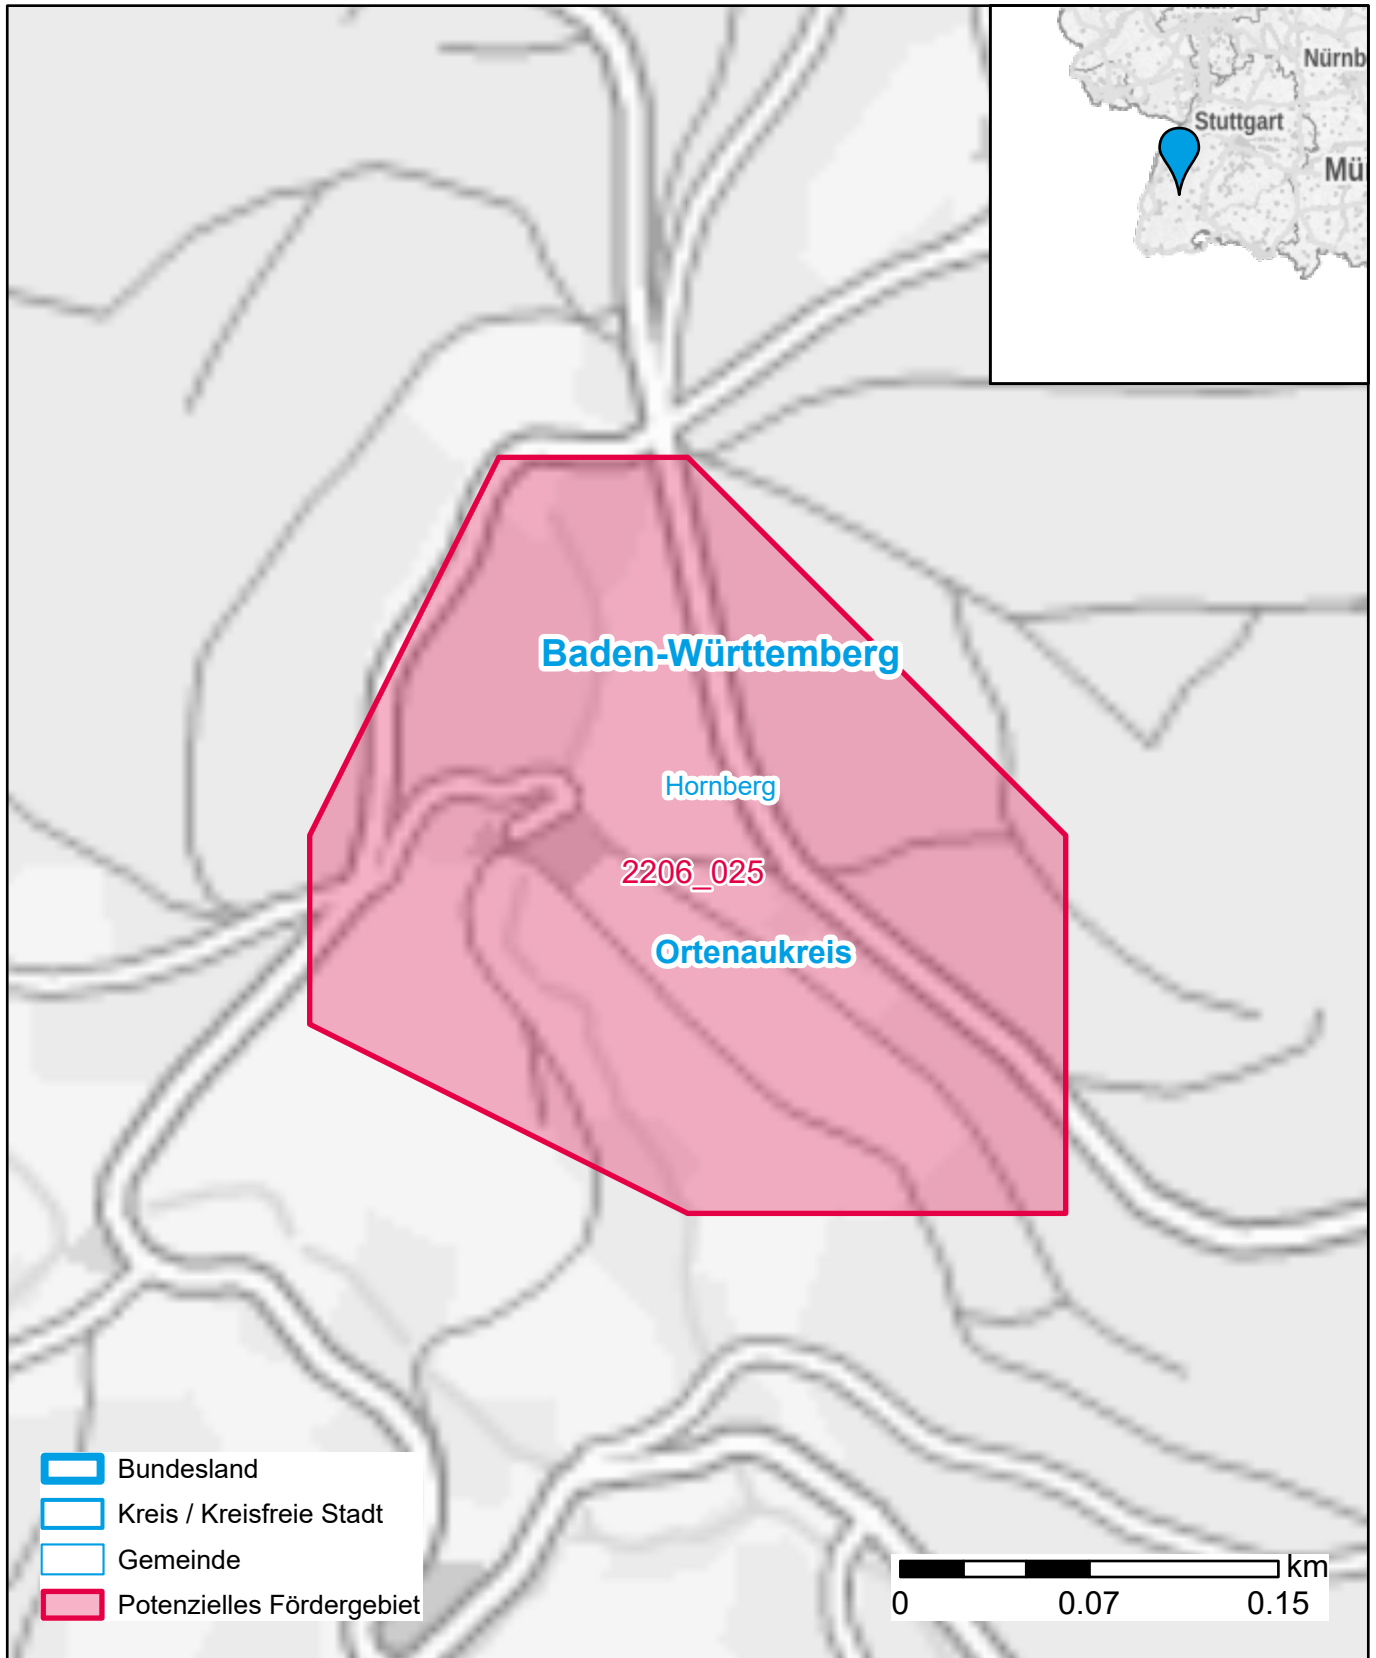 Nürnb
Stuttgart
Mü
Baden-Württemberg
Hornberg
2206_025
Ortenaukreis
Bundesland
Kreis / Kreisfreie Stadt
Gemeinde
Potenzielles Fördergebiet
km
0 0.07 0.15